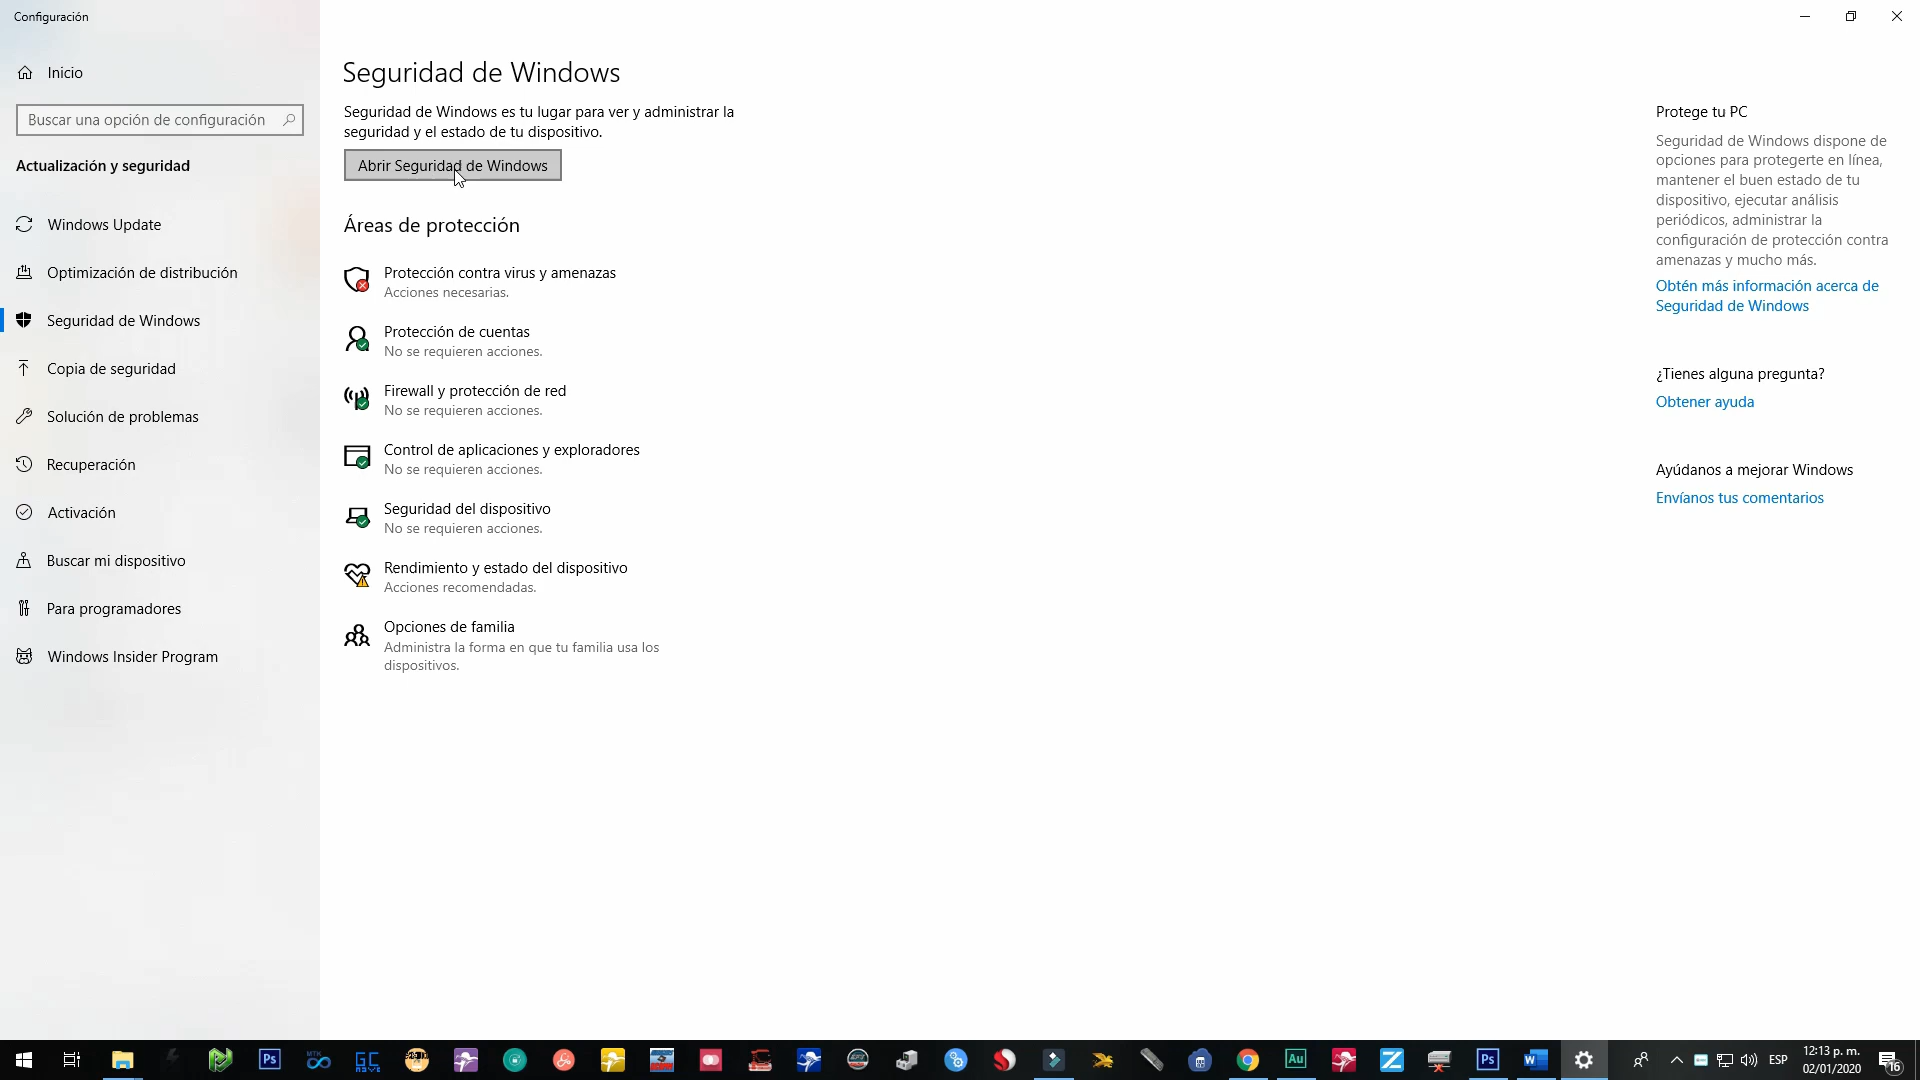 Configuración
Inicio
Buscar una opción de configuración
Actualización y seguridad
Windows Update
Optimización de distribución
Seguridad de Windows
Copia de seguridad
Solución de problemas
Recuperación
Activación
Buscar mi dispositivo
Para programadores
Windows Insider Program
Seguridad de Windows
Seguridad de Windows es tu lugar para ver y administrar la
seguridad y el estado de tu dispositivo.
Abrir Seguridad de Windows
Áreas de protección
Protección contra virus y amenazas
Acciones necesarias.
Protección de cuentas
No se requieren acciones.
Firewall y protección de red
No se requieren acciones.
Control de aplicaciones y exploradores
No se requieren acciones.
Seguridad del dispositivo
No se requieren acciones.
Rendimiento y estado del dispositivo
Acciones recomendadas.
Opciones de familia
Administra la forma en que tu familia usa los
dispositivos.
Protege tu PC
Seguridad de Windows dispone de
opciones para protegerte en línea,
mantener el buen estado de tu
dispositivo, ejecutar análisis
periódicos, administrar la
configuración de protección contra
amenazas y mucho más.
Obtén más información acerca de
Seguridad de Windows
¿Tienes alguna pregunta?
Obtener ayuda
Ayúdanos a mejorar Windows
Envíanos tus comentarios
Ps
MTK
GC
Au
Z
Ps
W
ESP
12:13 p. m.
02/01/2020
16